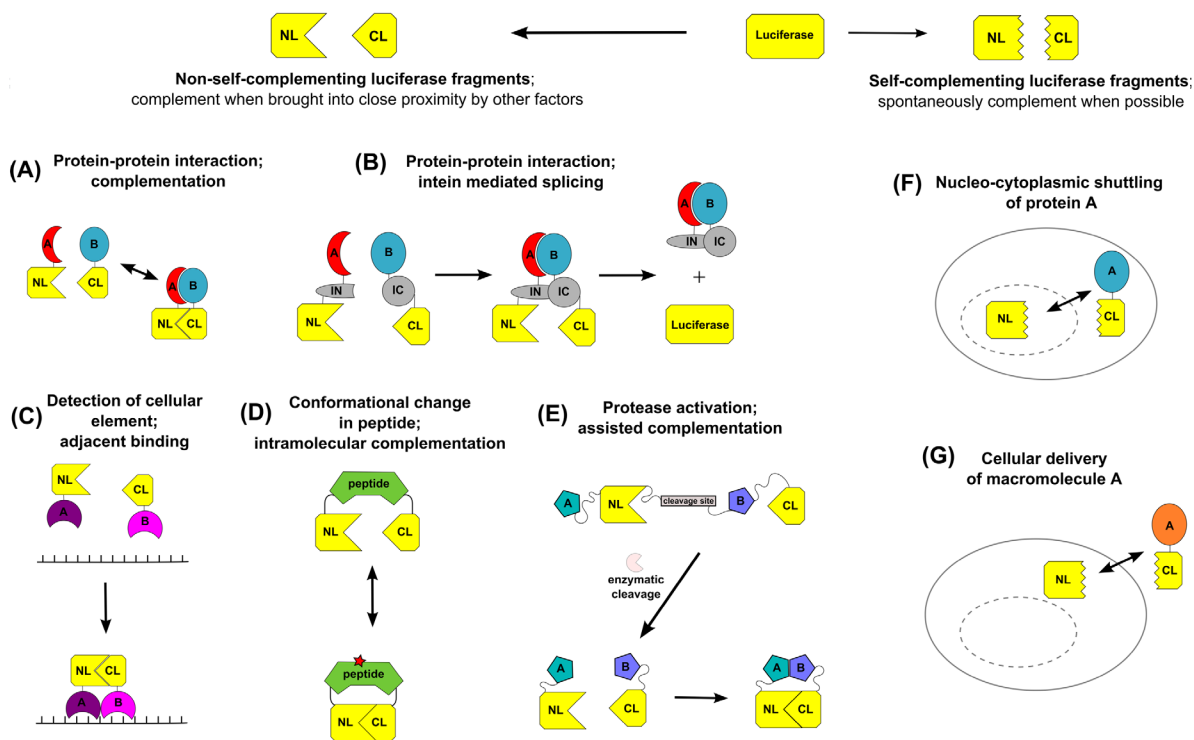 NL CL Luciferase NL CL
Non-self-complementing luciferase fragments;
complement when brought into close proximity by other factors
Self-complementing luciferase fragments;
spontaneously complement when possible
(A) Protein-protein interaction;
complementation
A B
NL CL
A B
NL CL
(B) Protein-protein interaction;
intein mediated splicing
A B
IN IC
NL CL
A B
IN IC
NL CL
A B
IN IC
+
Luciferase
(F) Nucleo-cytoplasmic shuttling
of protein A
A
NL CL
(C) Detection of cellular
element;
adjacent binding
NL CL
A B
NL CL
A B
(D) Conformational change
in peptide;
intramolecular complementation
peptide
NL CL
peptide
NL CL
(E) Protease activation;
assisted complementation
A NL cleavage site B CL
enzymatic
cleavage
A B
NL CL
A B
NL CL
(G) Cellular delivery
of macromolecule A
A
NL CL